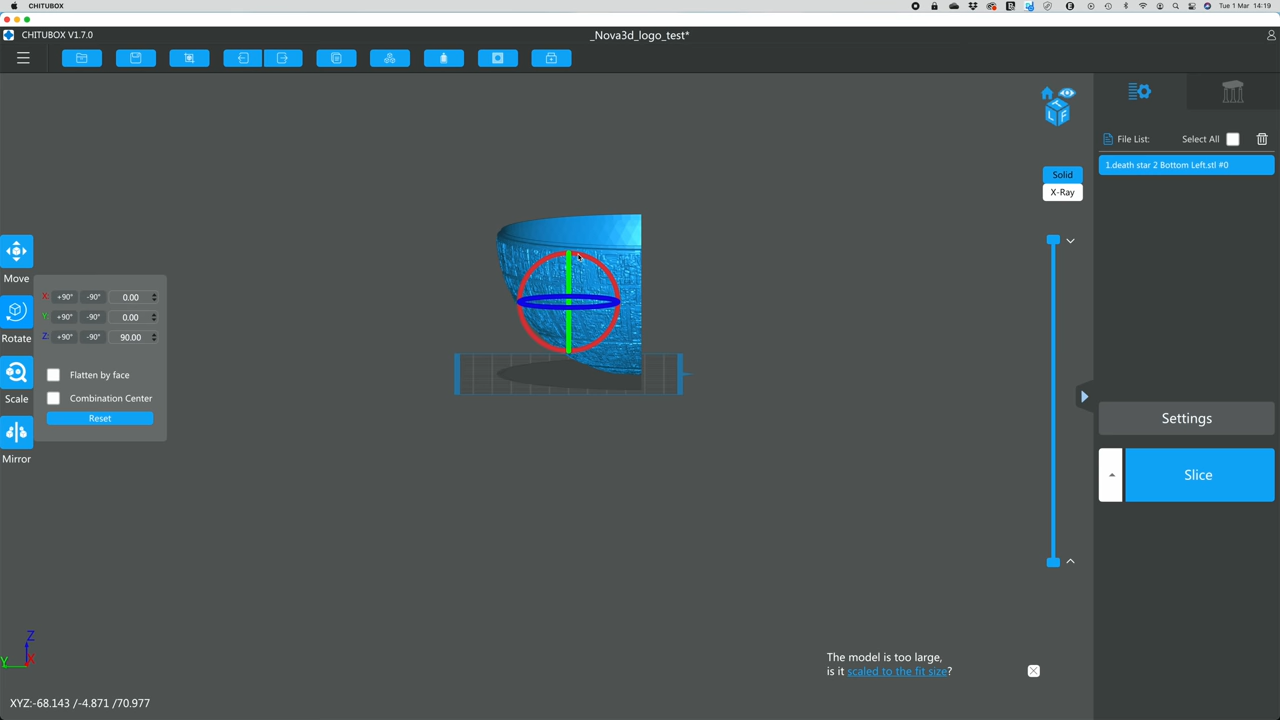 CHITUBOX
Tue 1 Mar 14:19
CHITUBOX V1.7.0
_Nova3d_logo_test*
T
L F
File List:
Select All
1.death star 2 Bottom Left.stl #0
Solid
X-Ray
Move
X: +90° -90° 0.00
Y: +90° -90° 0.00
Rotate
Z: +90° -90° 90.00
Flatten by face
Scale
Combination Center
Reset
Mirror
Settings
Slice
Z
Y X
The model is too large,
is it scaled to the fit size?
XYZ:-68.143 /-4.871 /70.977